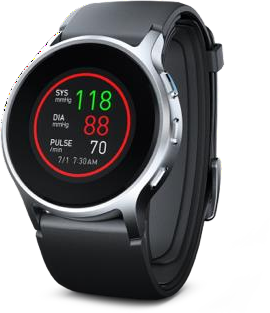 SYS mmHg 118
DIA mmHg 88
PULSE /min 70
7/1 7:30AM